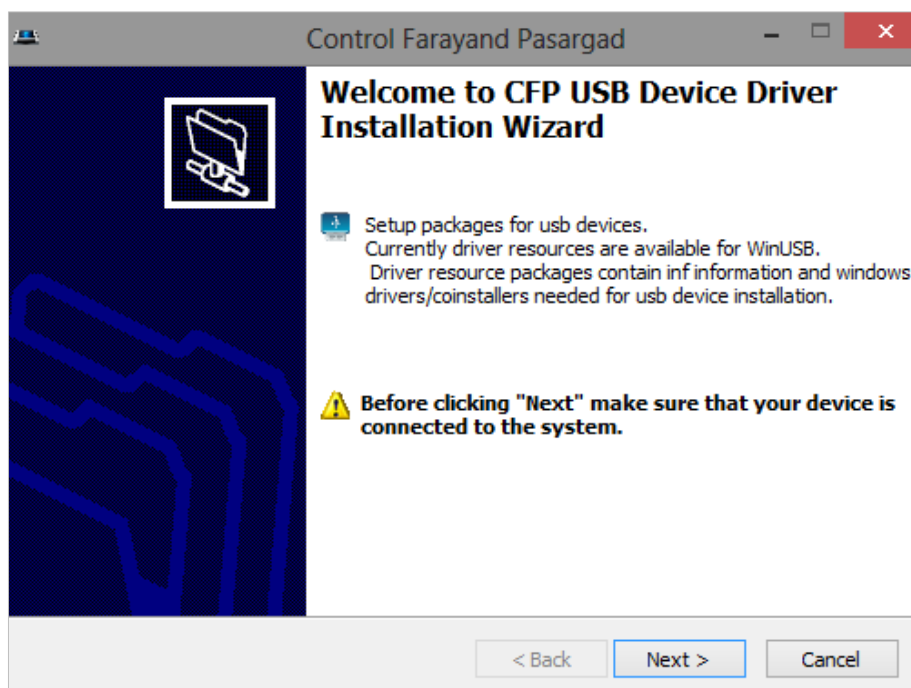 Control Farayand Pasargad
Welcome to CFP USB Device Driver
Installation Wizard
Setup packages for usb devices.
Currently driver resources are available for WinUSB.
Driver resource packages contain inf information and windows
drivers/coinstallers needed for usb device installation.
Before clicking "Next" make sure that your device is
connected to the system.
< Back
Next >
Cancel